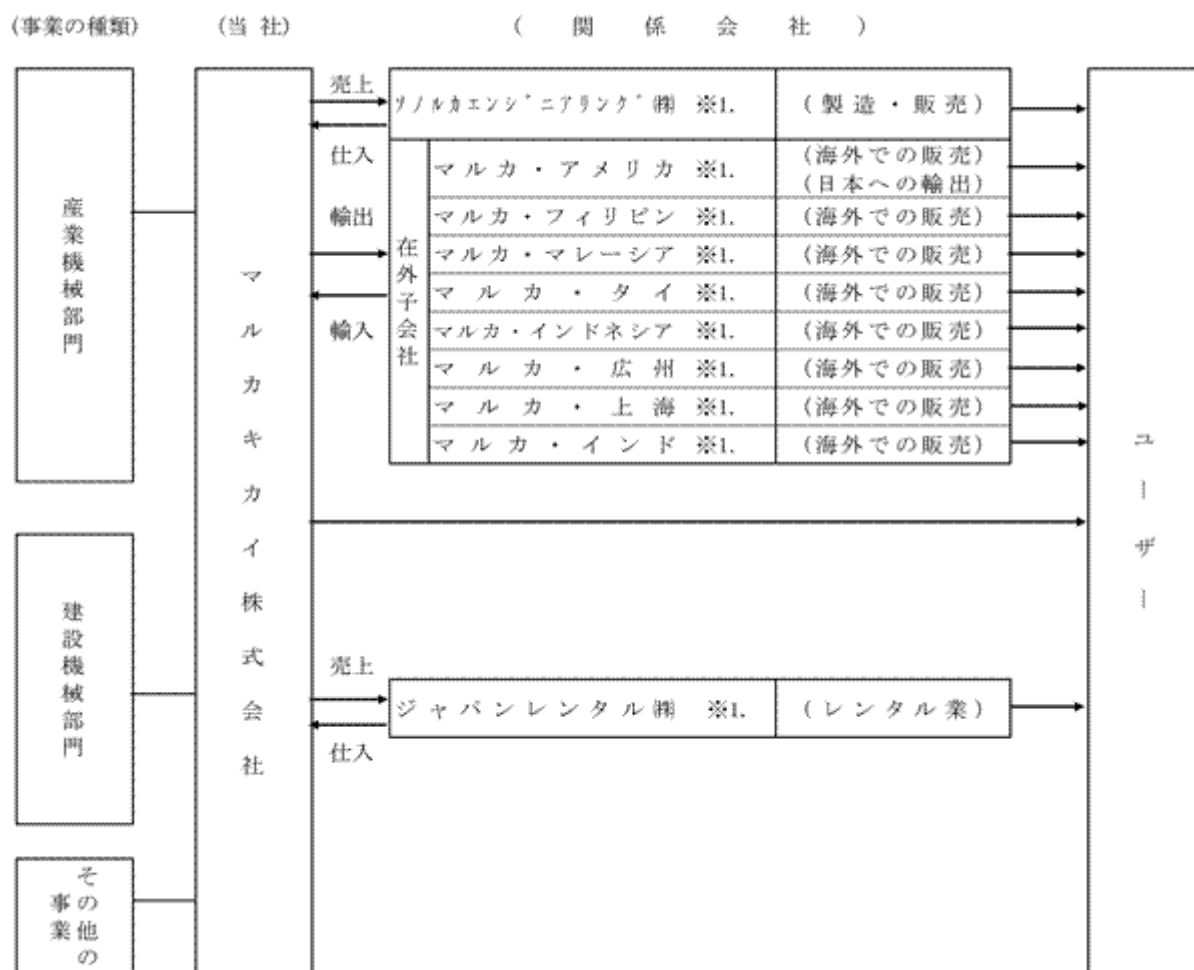 (事業の種類) (当 社) ( 関 係 会 社 )
産業機械部門
建設機械部門
その他の
事業
マルカキカイ株式会社
売上
仕入
輸出
輸入
ソノルカエンジニアリング㈱ ※1. (製造・販売)
在外子会社
マルカ・アメリカ ※1. (海外での販売)
(日本への輸出)
マルカ・フィリピン ※1. (海外での販売)
マルカ・マレーシア ※1. (海外での販売)
マルカ・タイ ※1. (海外での販売)
マルカ・インドネシア ※1. (海外での販売)
マルカ・広州 ※1. (海外での販売)
マルカ・上海 ※1. (海外での販売)
マルカ・インド ※1. (海外での販売)
売上
仕入
ジャパンレンタル㈱ ※1. (レンタル業)
ユーザー